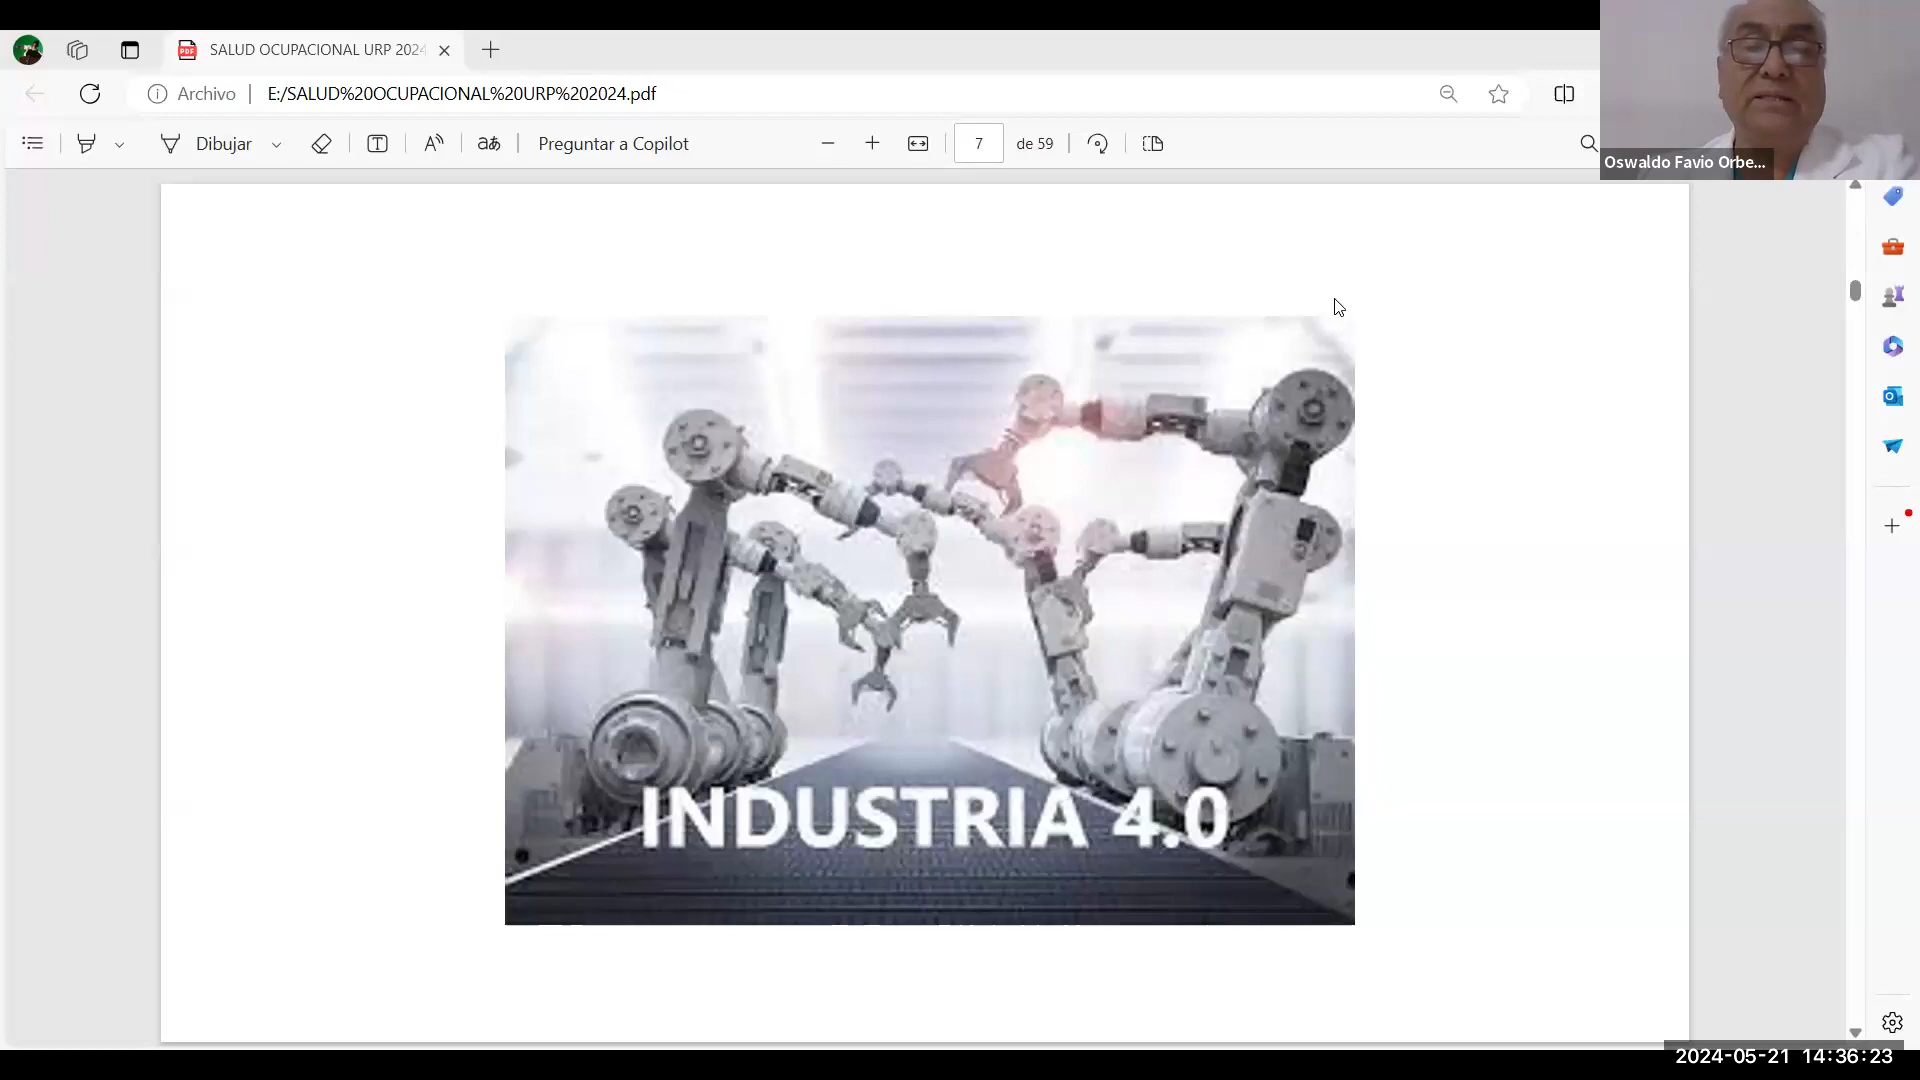 SALUD OCUPACIONAL URP 2024
Archivo
E:/SALUD%20OCUPACIONAL%20URP%202024.pdf
Dibujar
Preguntar a Copilot
7
de 59
Oswaldo Favio Orbe...
INDUSTRIA 4.0
2024-05-21 14:36:23